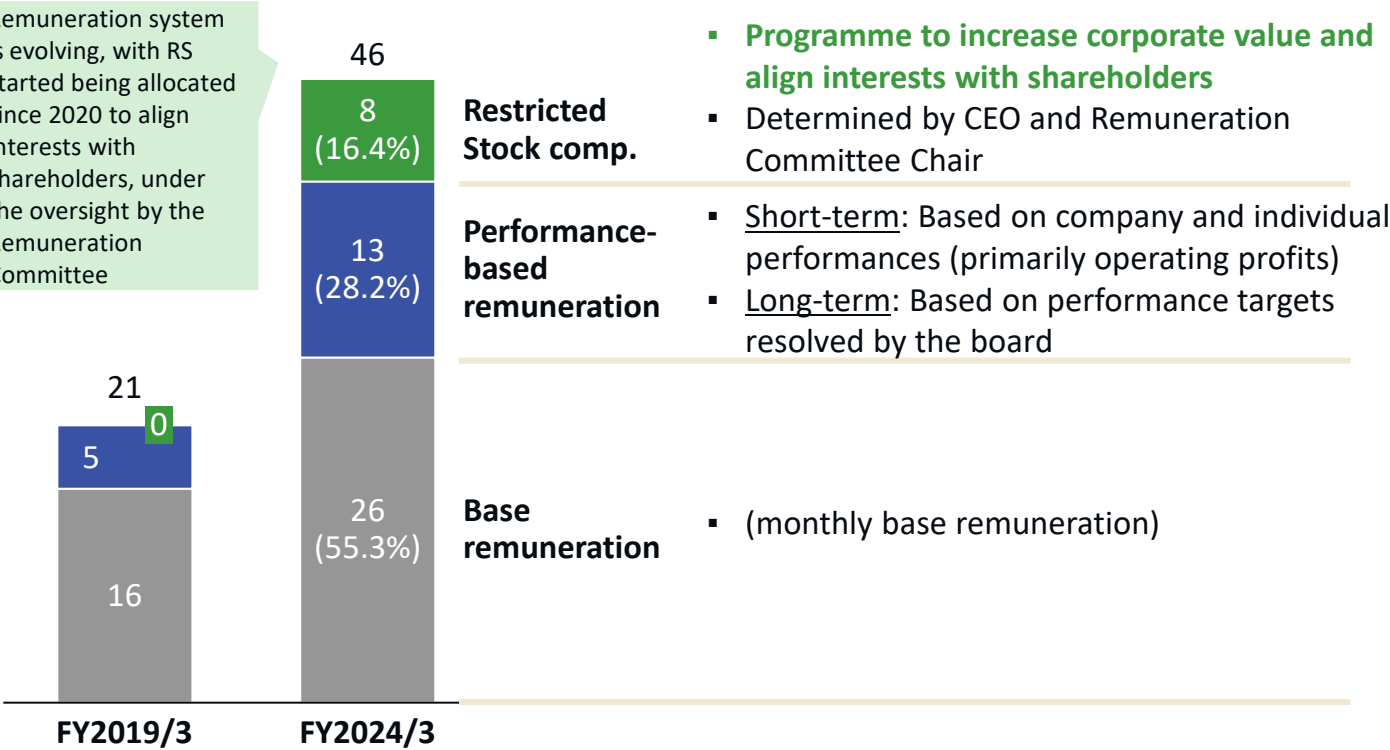 emuneration system
s evolving, with RS
tarted being allocated
ince 2020 to align
nterests with
hareholders, under
he oversight by the
emuneration
ommittee
46
8
(16.4%)
13
(28.2%)
26
(55.3%)
21
0
5
16
FY2019/3
FY2024/3
Restricted
Stock comp.
▪ Programme to increase corporate value and
align interests with shareholders
▪ Determined by CEO and Remuneration
Committee Chair
Performance-
based
remuneration
▪ Short-term: Based on company and individual
performances (primarily operating profits)
▪ Long-term: Based on performance targets
resolved by the board
Base
remuneration
▪ (monthly base remuneration)